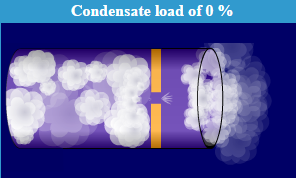 Condensate load of 0 %